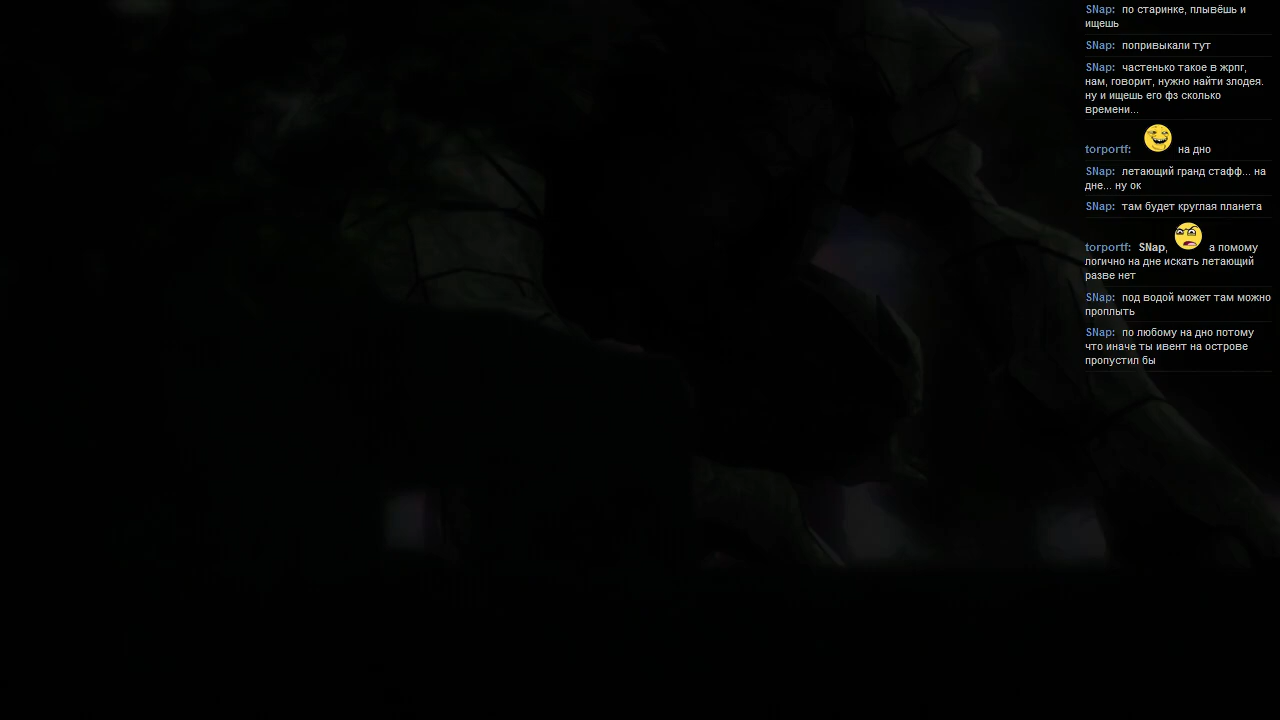 SNap: по старинке, плывёшь и
ищешь
SNap: попривыкали тут
SNap: частенько такое в жрпг,
нам, говорит, нужно найти злодея.
ну и ищешь его фз сколько
времени...
torportf: на дно
SNap: летающий гранд стафф... на
дне... ну ок
SNap: там будет круглая планета
torportf: SNap, а помому
логично на дне искать летающий
разве нет
SNap: под водой может там можно
проплыть
SNap: по любому на дно потому
что иначе ты ивент на острове
пропустил бы